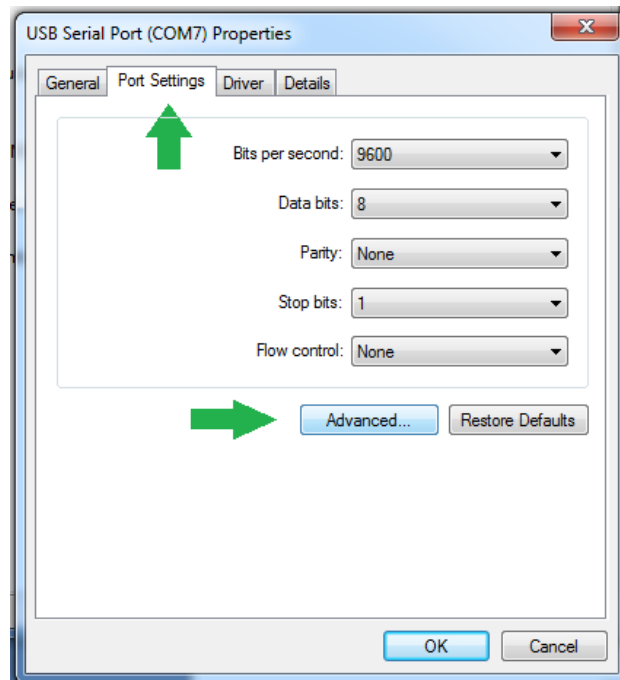 USB Serial Port (COM7) Properties
General Port Settings Driver Details
Bits per second: 9600
Data bits: 8
Parity: None
Stop bits: 1
Flow control: None
Advanced... Restore Defaults
OK Cancel